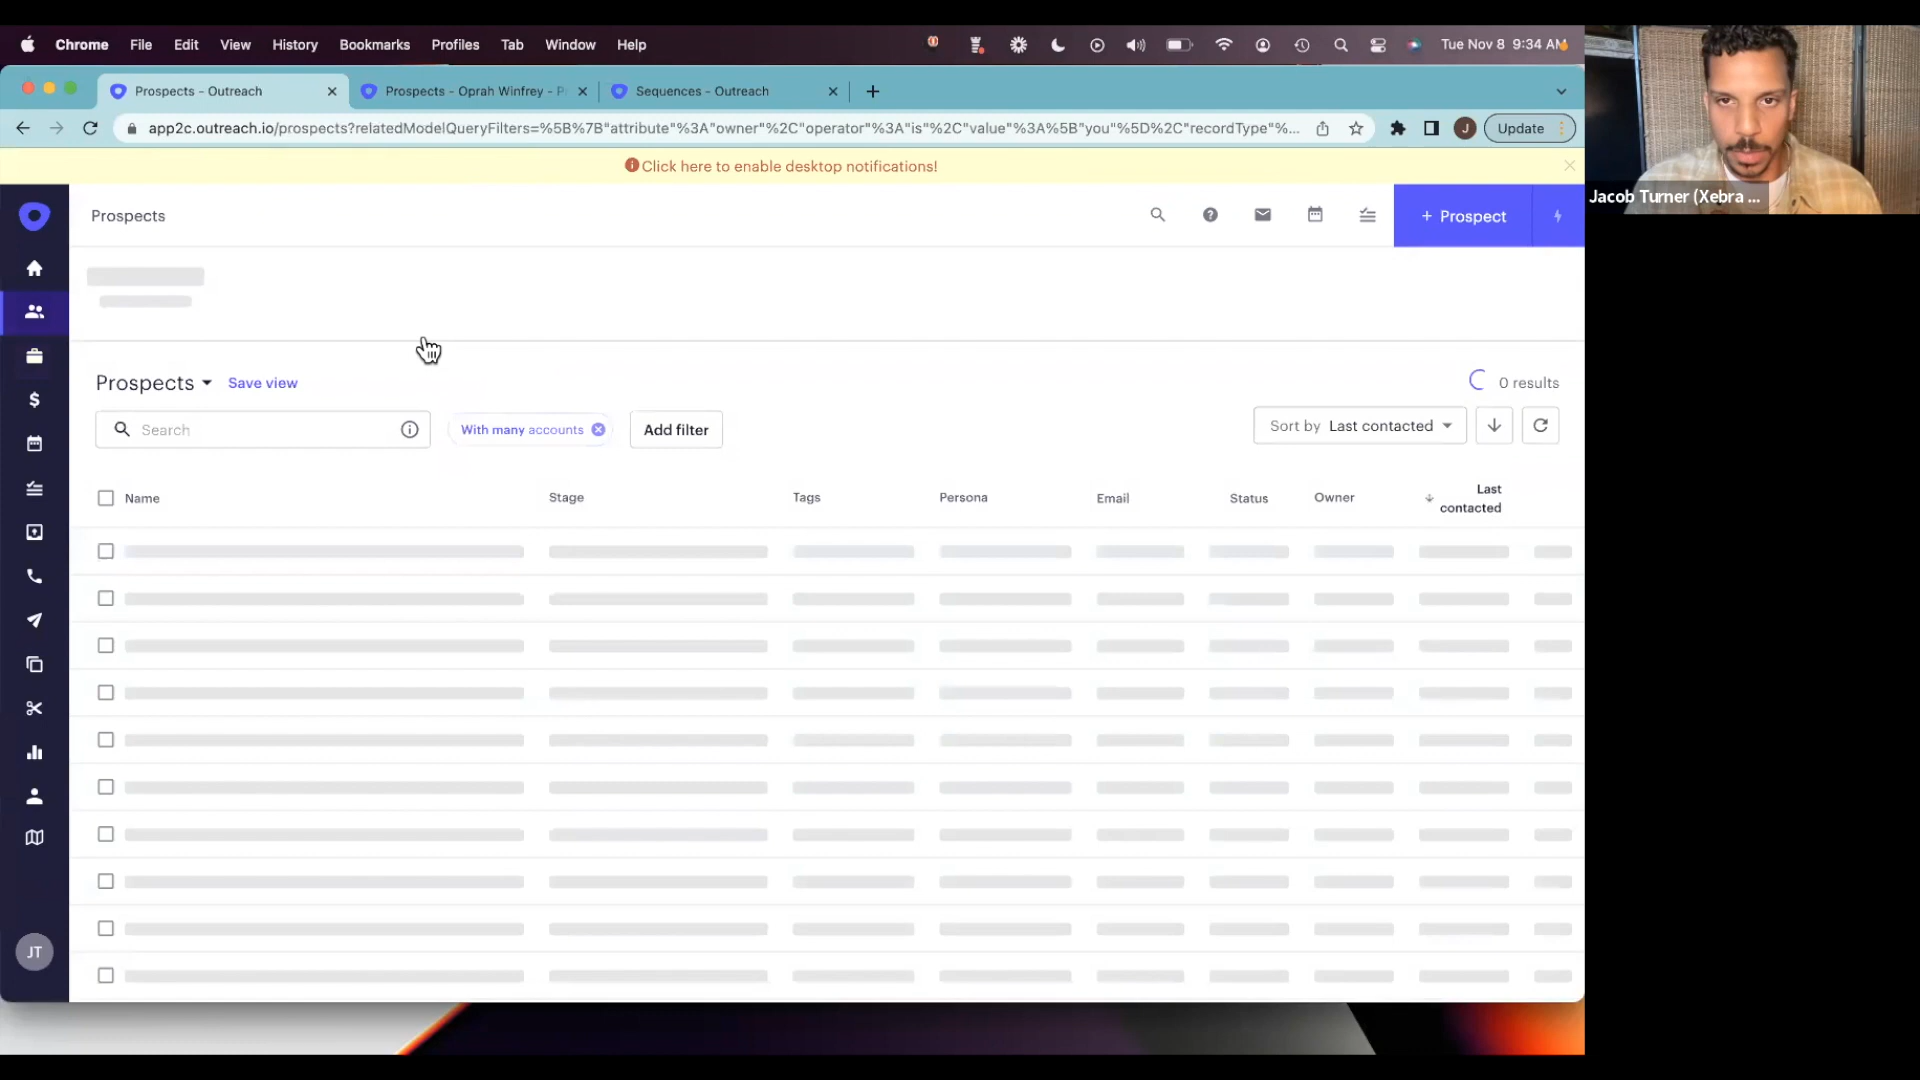 Chrome File Edit View History Bookmarks Profiles Tab Window Help Tue Nov 8 9:34 AM
Prospects - Outreach Prospects - Oprah Winfrey - P Sequences - Outreach
app2c.outreach.io/prospects?relatedModelQueryFilters=%5B%7B"attribute"%3A"owner"%2C"operator"%3A"is"%2C"value"%3A%5B"you"%5D%2C"recordType"%... J Update
Click here to enable desktop notifications!
Jacob Turner (Xebra ...
Prospects + Prospect
Prospects Save view 0 results
Search With many accounts Add filter Sort by Last contacted
Name Stage Tags Persona Email Status Owner Last
contacted
JT